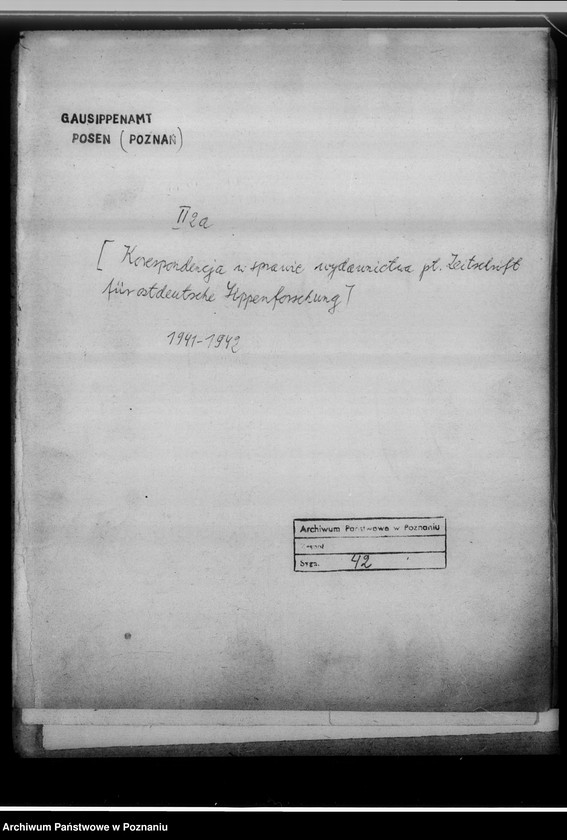 GAUSIPPENAMT
POSEN (POZNAŃ)
II 2a
[Korespondencja w sprawie wydawnictwa pt. Zeitschrift
für ostdeutsche Sippenforschung]
1941-1942
Archiwum Państwowe w Poznaniu
Sygn. 42
Archiwum Państwowe w Poznaniu